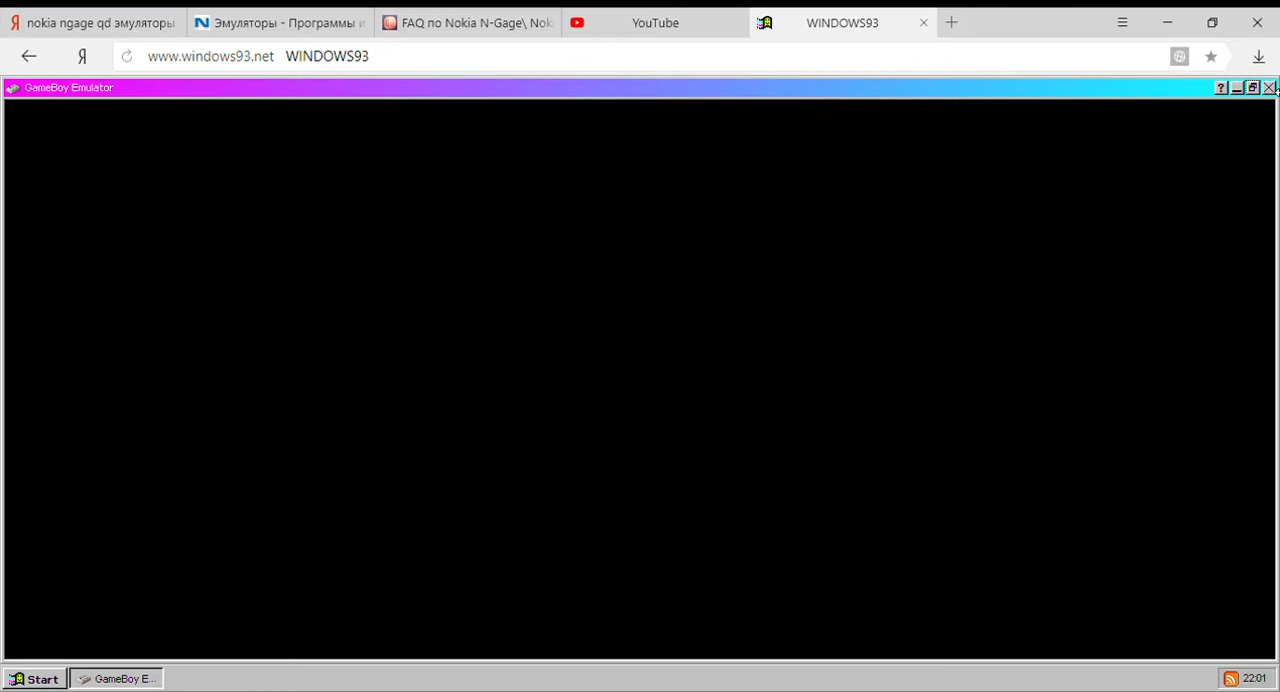 nokia ngage qd эмуляторы
Эмуляторы - Программы и
FAQ по Nokia N-Gage\ Nok
YouTube
WINDOWS93
Я www.windows93.net WINDOWS93
GameBoy Emulator
Start
GameBoy E...
22:01